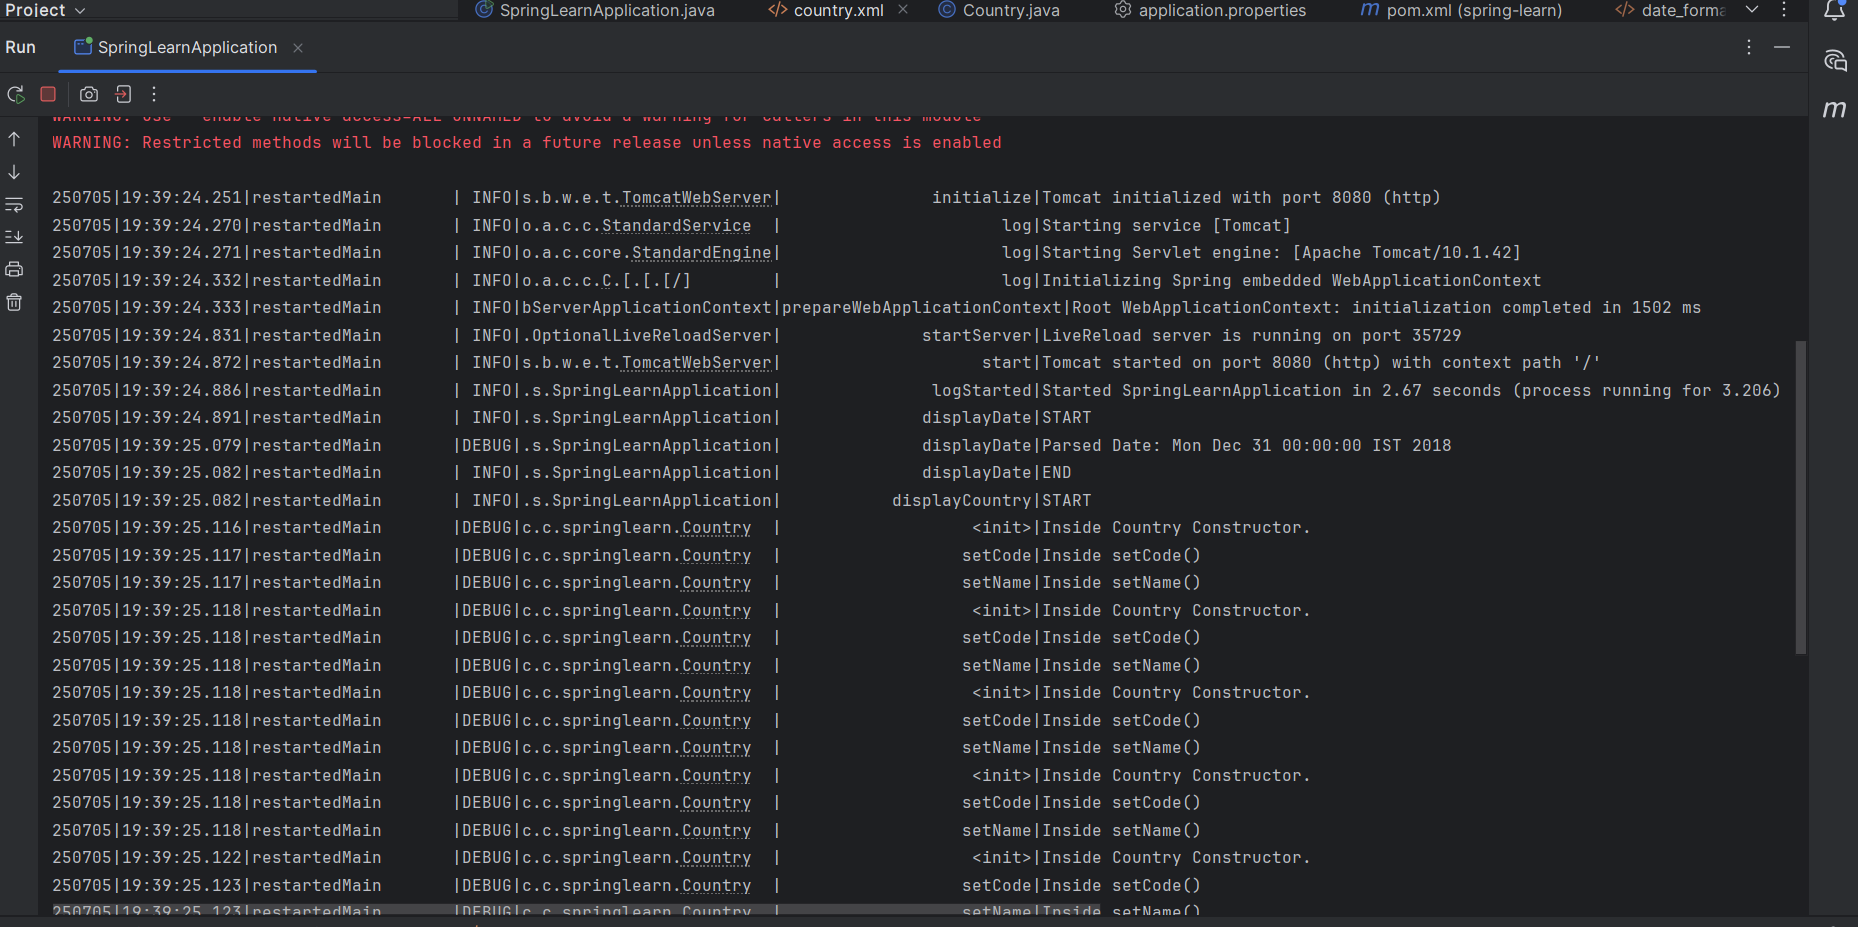 Project
SpringLearnApplication.java country.xml Country.java application.properties pom.xml (spring-learn) date_forma
Run SpringLearnApplication
WARNING: Use --enable-native-access=ALL-UNNAMED to avoid a warning for callers in this module
WARNING: Restricted methods will be blocked in a future release unless native access is enabled
250705|19:39:24.251|restartedMain | INFO|s.b.w.e.t.TomcatWebServer| initialize|Tomcat initialized with port 8080 (http)
250705|19:39:24.270|restartedMain | INFO|o.a.c.c.StandardService | log|Starting service [Tomcat]
250705|19:39:24.271|restartedMain | INFO|o.a.c.core.StandardEngine| log|Starting Servlet engine: [Apache Tomcat/10.1.42]
250705|19:39:24.332|restartedMain | INFO|o.a.c.c.C.[.[.[/] | log|Initializing Spring embedded WebApplicationContext
250705|19:39:24.333|restartedMain | INFO|bServerApplicationContext|prepareWebApplicationContext|Root WebApplicationContext: initialization completed in 1502 ms
250705|19:39:24.831|restartedMain | INFO|.OptionalLiveReloadServer| startServer|LiveReload server is running on port 35729
250705|19:39:24.872|restartedMain | INFO|s.b.w.e.t.TomcatWebServer| start|Tomcat started on port 8080 (http) with context path '/'
250705|19:39:24.886|restartedMain | INFO|.s.SpringLearnApplication| logStarted|Started SpringLearnApplication in 2.67 seconds (process running for 3.206)
250705|19:39:24.891|restartedMain | INFO|.s.SpringLearnApplication| displayDate|START
250705|19:39:25.079|restartedMain |DEBUG|.s.SpringLearnApplication| displayDate|Parsed Date: Mon Dec 31 00:00:00 IST 2018
250705|19:39:25.082|restartedMain | INFO|.s.SpringLearnApplication| displayDate|END
250705|19:39:25.082|restartedMain | INFO|.s.SpringLearnApplication| displayCountry|START
250705|19:39:25.116|restartedMain |DEBUG|c.c.springlearn.Country | <init>|Inside Country Constructor.
250705|19:39:25.117|restartedMain |DEBUG|c.c.springlearn.Country | setCode|Inside setCode()
250705|19:39:25.117|restartedMain |DEBUG|c.c.springlearn.Country | setName|Inside setName()
250705|19:39:25.118|restartedMain |DEBUG|c.c.springlearn.Country | <init>|Inside Country Constructor.
250705|19:39:25.118|restartedMain |DEBUG|c.c.springlearn.Country | setCode|Inside setCode()
250705|19:39:25.118|restartedMain |DEBUG|c.c.springlearn.Country | setName|Inside setName()
250705|19:39:25.118|restartedMain |DEBUG|c.c.springlearn.Country | <init>|Inside Country Constructor.
250705|19:39:25.118|restartedMain |DEBUG|c.c.springlearn.Country | setCode|Inside setCode()
250705|19:39:25.118|restartedMain |DEBUG|c.c.springlearn.Country | setName|Inside setName()
250705|19:39:25.118|restartedMain |DEBUG|c.c.springlearn.Country | <init>|Inside Country Constructor.
250705|19:39:25.118|restartedMain |DEBUG|c.c.springlearn.Country | setCode|Inside setCode()
250705|19:39:25.118|restartedMain |DEBUG|c.c.springlearn.Country | setName|Inside setName()
250705|19:39:25.122|restartedMain |DEBUG|c.c.springlearn.Country | <init>|Inside Country Constructor.
250705|19:39:25.123|restartedMain |DEBUG|c.c.springlearn.Country | setCode|Inside setCode()
250705|19:39:25.123|restartedMain |DEBUG|c.c.springlearn.Country | setName|Inside setName()